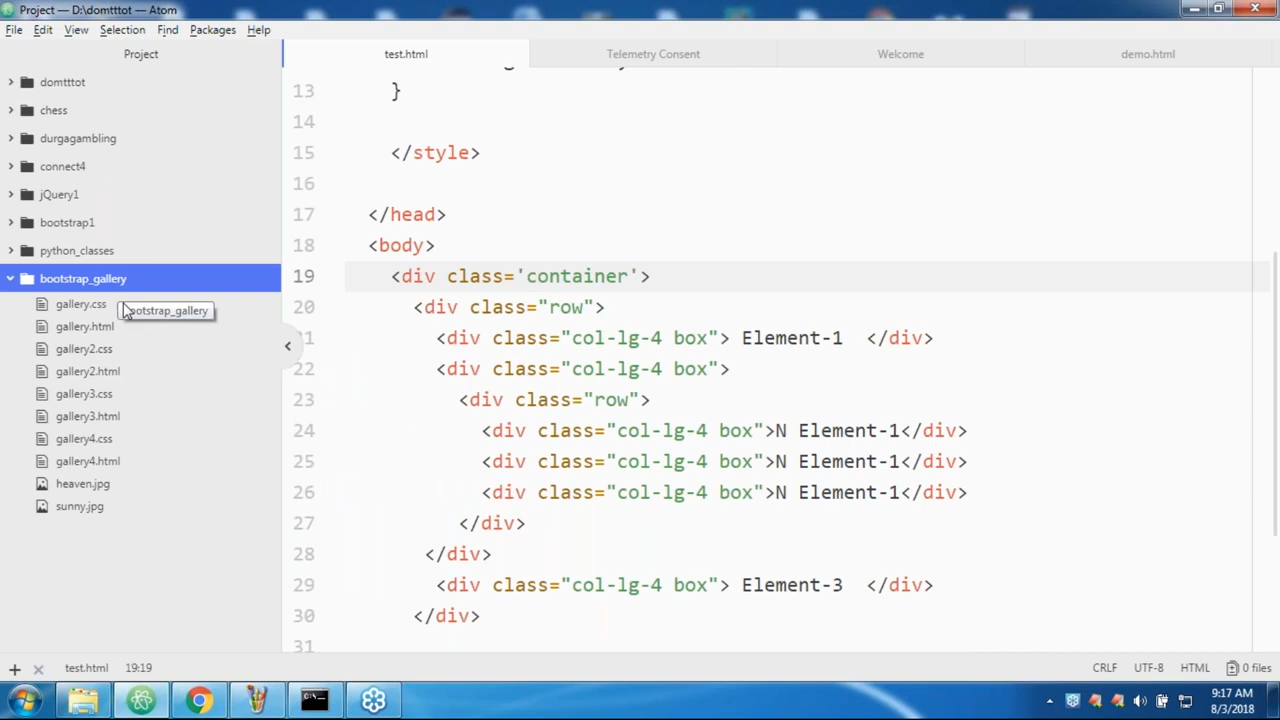 Project — D:\domtttot — Atom
File Edit View Selection Find Packages Help
Project
test.html Telemetry Consent Welcome demo.html
domtttot
chess
durgagambling
connect4
jQuery1
bootstrap1
python_classes
bootstrap_gallery
gallery.css
bootstrap_gallery
gallery.html
gallery2.css
gallery2.html
gallery3.css
gallery3.html
gallery4.css
gallery4.html
heaven.jpg
sunny.jpg
13 }
14
15 </style>
16
17 </head>
18 <body>
19 <div class='container'>
20 <div class="row">
21 <div class="col-lg-4 box"> Element-1 </div>
22 <div class="col-lg-4 box">
23 <div class="row">
24 <div class="col-lg-4 box">N Element-1</div>
25 <div class="col-lg-4 box">N Element-1</div>
26 <div class="col-lg-4 box">N Element-1</div>
27 </div>
28 </div>
29 <div class="col-lg-4 box"> Element-3 </div>
30 </div>
31
test.html 19:19 CRLF UTF-8 HTML 0 files
9:17 AM
8/3/2018